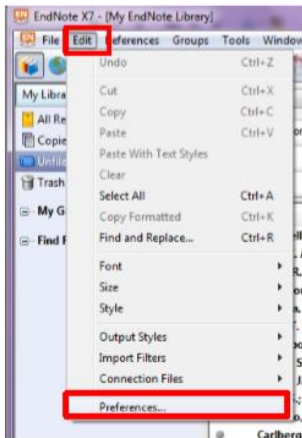 EndNote X7 - [My EndNote Library]
File Edit References Groups Tools Window
Undo Ctrl+Z
My Libra
Cut Ctrl+X
All Re
Copy Ctrl+C
Copie
Paste Ctrl+V
Unfile
Paste With Text Styles
Trash
Clear
Select All Ctrl+A
My G
Copy Formatted Ctrl+K
Find F
Find and Replace... Ctrl+R
Font
Size
Style
Output Styles
Import Filters
Connection Files
Preferences...
Carlberg